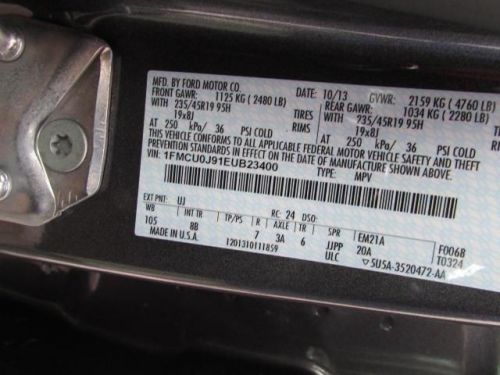 MFD. BY FORD MOTOR CO.
DATE: 10/13 GVWR: 2159 KG ( 4760 LB)
FRONT GAWR: 1125 KG ( 2480 LB)
REAR GAWR: 1034 KG ( 2280 LB)
WITH 235/45R19 95H TIRES WITH 235/45R19 95H
19x8J RIMS 19x8J
AT 250 kPa/ 36 PSI COLD AT 250 kPa/ 36 PSI COLD
THIS VEHICLE CONFORMS TO ALL APPLICABLE FEDERAL MOTOR VEHICLE SAFETY AND THEFT
PREVENTION STANDARDS IN EFFECT ON THE DATE OF MANUFACTURE SHOWN ABOVE.
VIN: 1FMCU0J91EUB23400
TYPE: MPV
EXT PNT: UJ RC: 24 DSO:
WB INT TR TP/PS R AXLE TR SPR EM21A F0068
105 8B 7 3A 6 JJPP 20A T0324
MADE IN U.S.A. 1201310111859 ULC ▽5U5A-3520472-AA